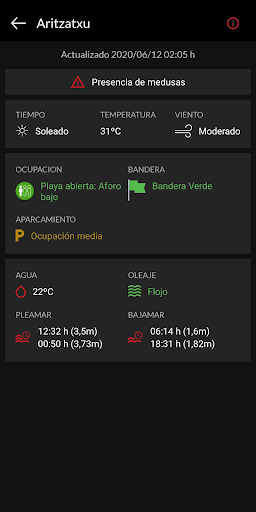 Aritzatxu
Actualizado 2020/06/12 02:05 h
Presencia de medusas
TIEMPO TEMPERATURA VIENTO
Soleado 31ºC Moderado
OCUPACION BANDERA
Playa abierta: Aforo bajo Bandera Verde
APARCAMIENTO
P Ocupación media
AGUA OLEAJE
22ºC Flojo
PLEAMAR BAJAMAR
12:32 h (3,5m) 06:14 h (1,6m)
00:50 h (3,73m) 18:31 h (1,82m)